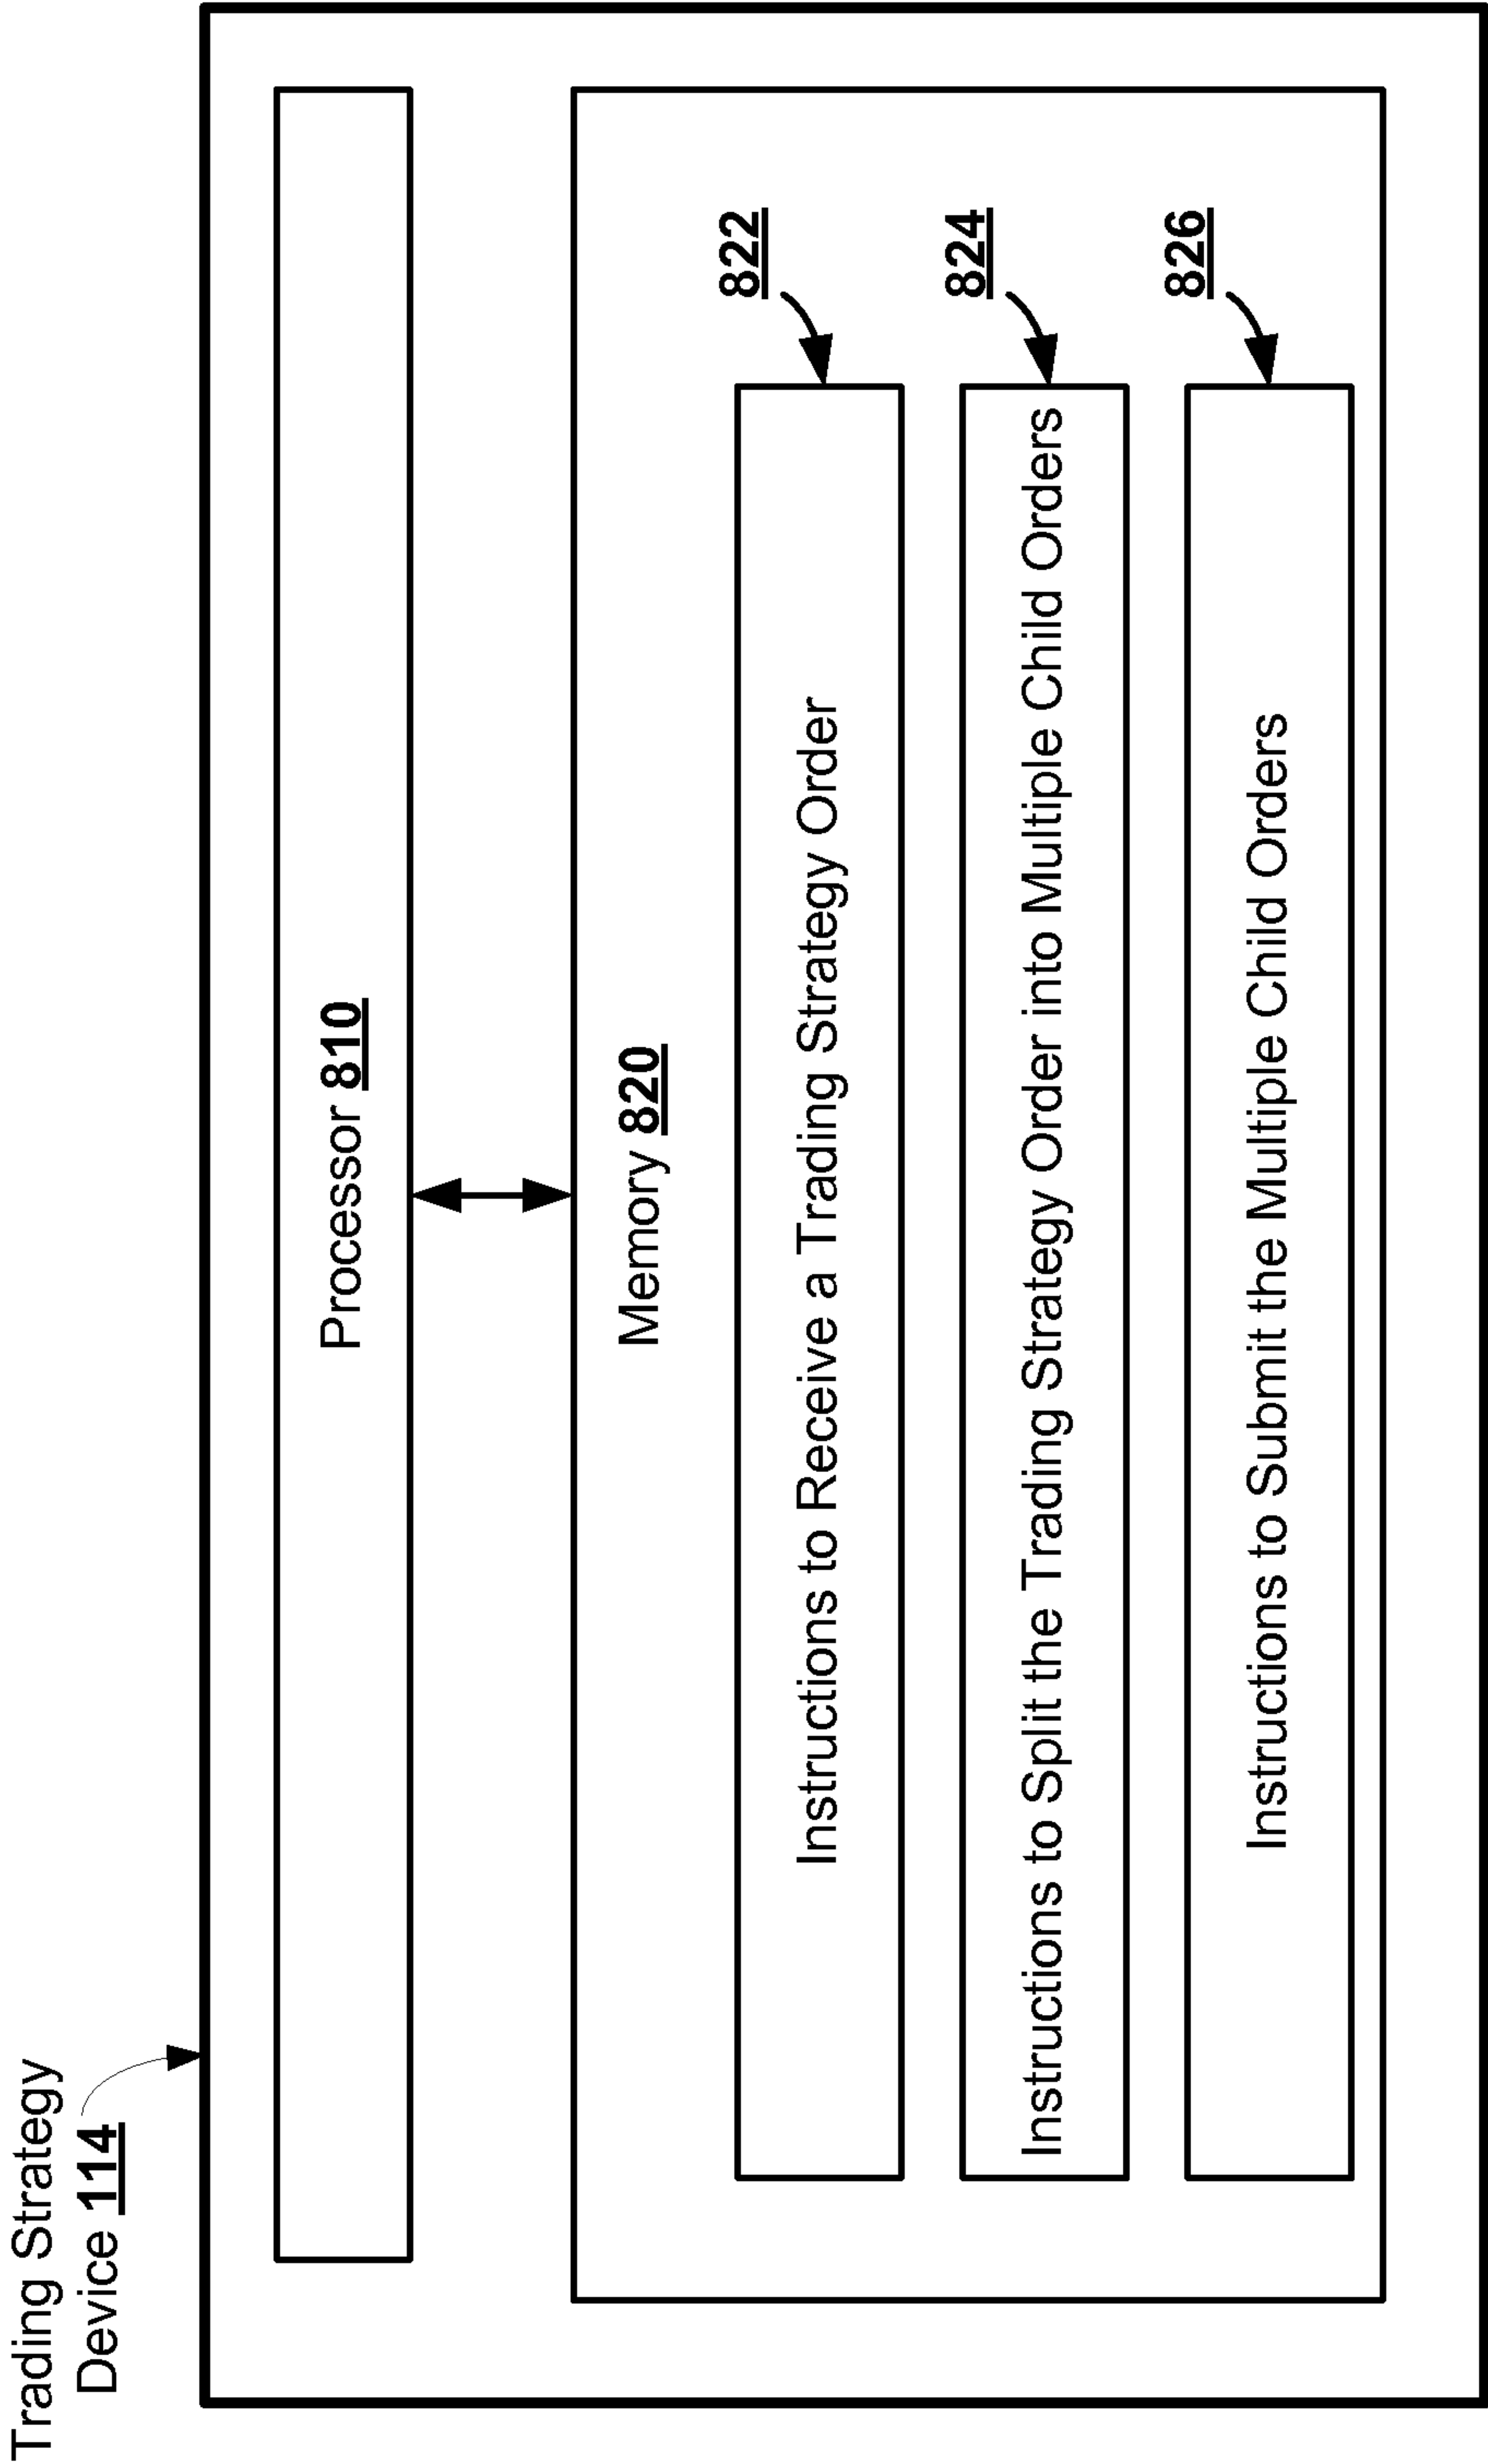 Trading Strategy
Device 114
Processor 810
Memory 820
822
Instructions to Receive a Trading Strategy Order
824
Instructions to Split the Trading Strategy Order into Multiple Child Orders
826
Instructions to Submit the Multiple Child Orders